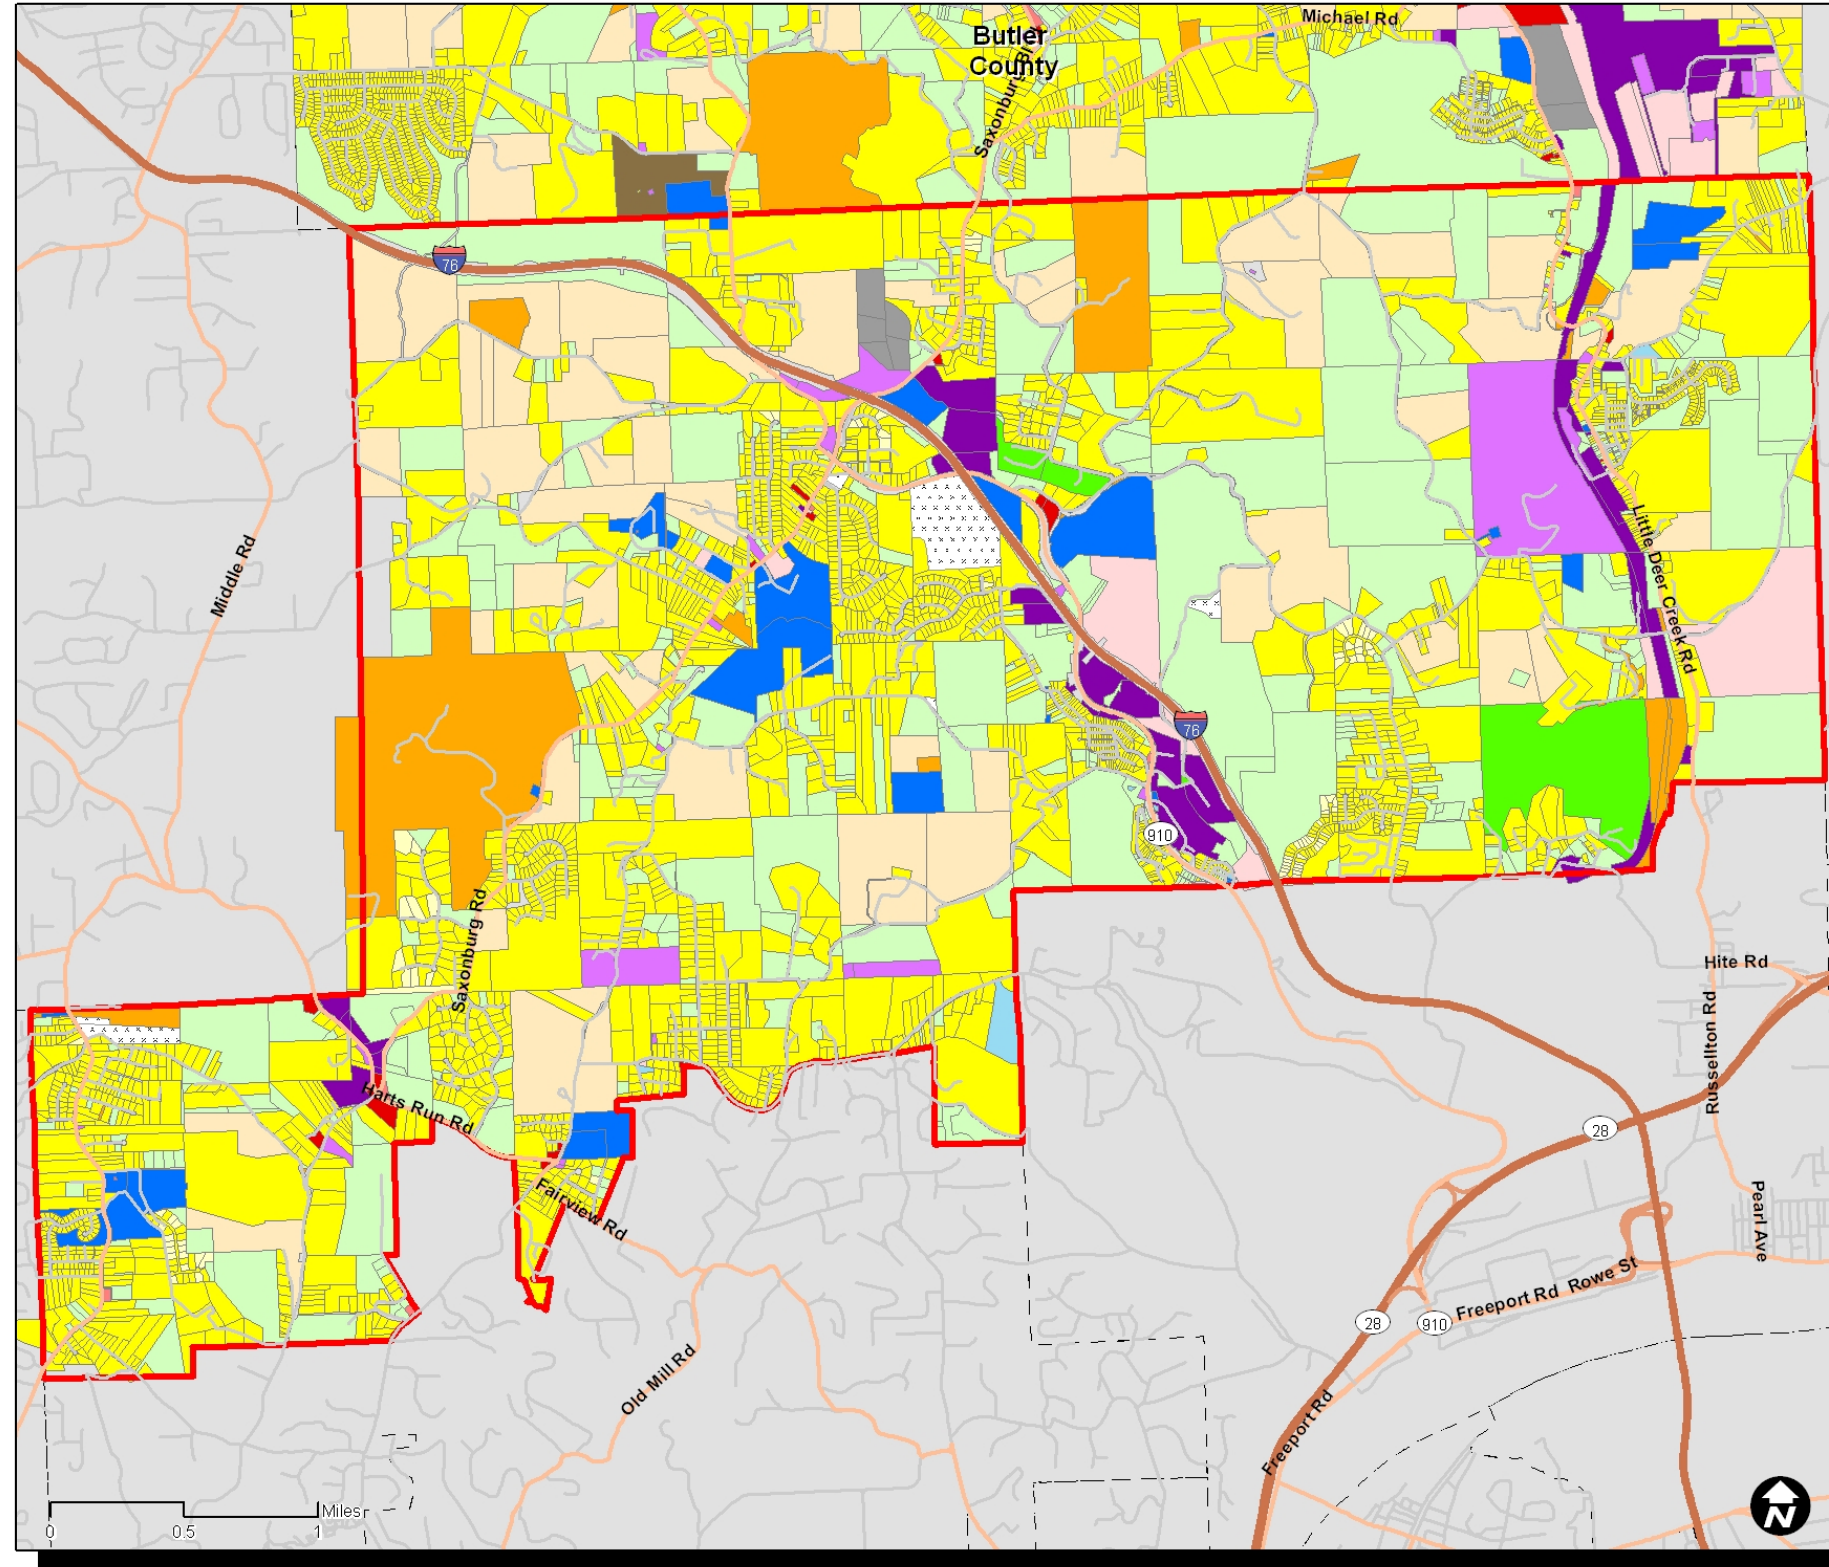 Michael Rd
Butler
County
Saxonburg Bl
76
Middle Rd
Little Deer Creek Rd
76
910
Saxonburg Rd
Hite Rd
Russellton Rd
Harts Run Rd
28
Fairview Rd
Pearl Ave
Freeport Rd Rowe St
28
910
Old Mill Rd
Freeport Rd
Miles
0 0.5 1
N